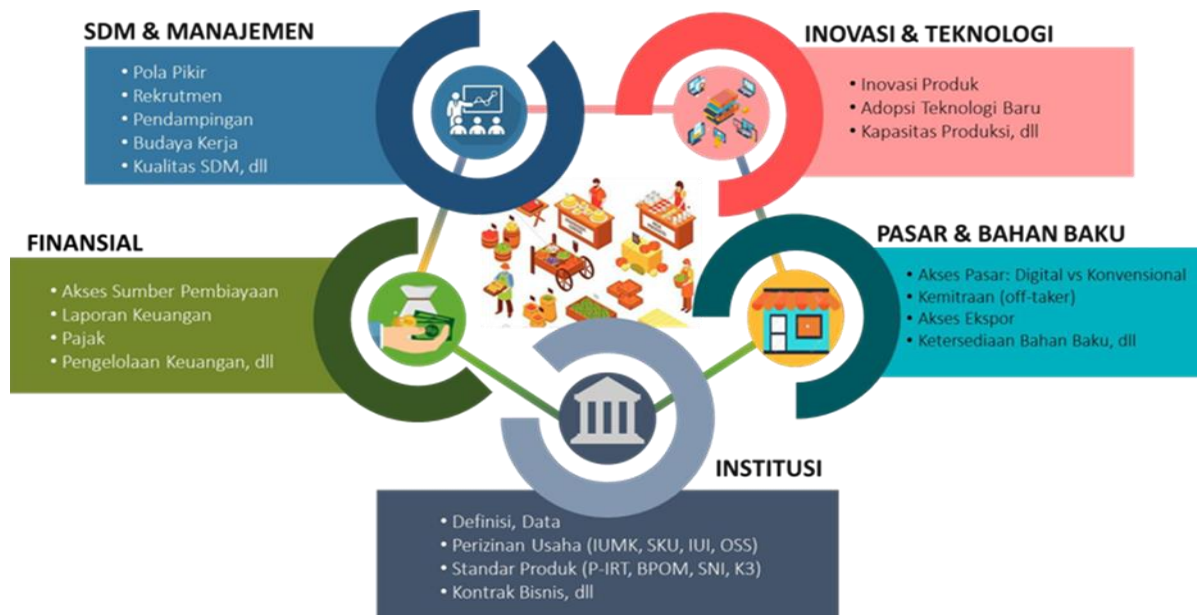 SDM & MANAJEMEN
• Pola Pikir
• Rekrutmen
• Pendampingan
• Budaya Kerja
• Kualitas SDM, dll
INOVASI & TEKNOLOGI
• Inovasi Produk
• Adopsi Teknologi Baru
• Kapasitas Produksi, dll
FINANSIAL
• Akses Sumber Pembiayaan
• Laporan Keuangan
• Pajak
• Pengelolaan Keuangan, dll
PASAR & BAHAN BAKU
• Akses Pasar: Digital vs Konvensional
• Kemitraan (off-taker)
• Akses Ekspor
• Ketersediaan Bahan Baku, dll
INSTITUSI
• Definisi, Data
• Perizinan Usaha (IUMK, SKU, IUI, OSS)
• Standar Produk (P-IRT, BPOM, SNI, K3)
• Kontrak Bisnis, dll